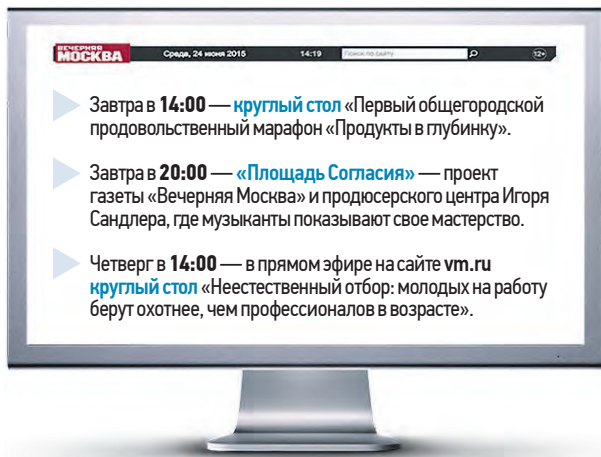 ВЕЧЕРНЯЯ
МОСКВА
Среда, 24 июня 2015 14:19 Поиск по сайту 12+
Завтра в 14:00 — круглый стол «Первый общегородской
продовольственный марафон «Продукты в глубинку».
Завтра в 20:00 — «Площадь Согласия» — проект
газеты «Вечерняя Москва» и продюсерского центра Игоря
Сандлера, где музыканты показывают свое мастерство.
Четверг в 14:00 — в прямом эфире на сайте vm.ru
круглый стол «Неестественный отбор: молодых на работу
берут охотнее, чем профессионалов в возрасте».